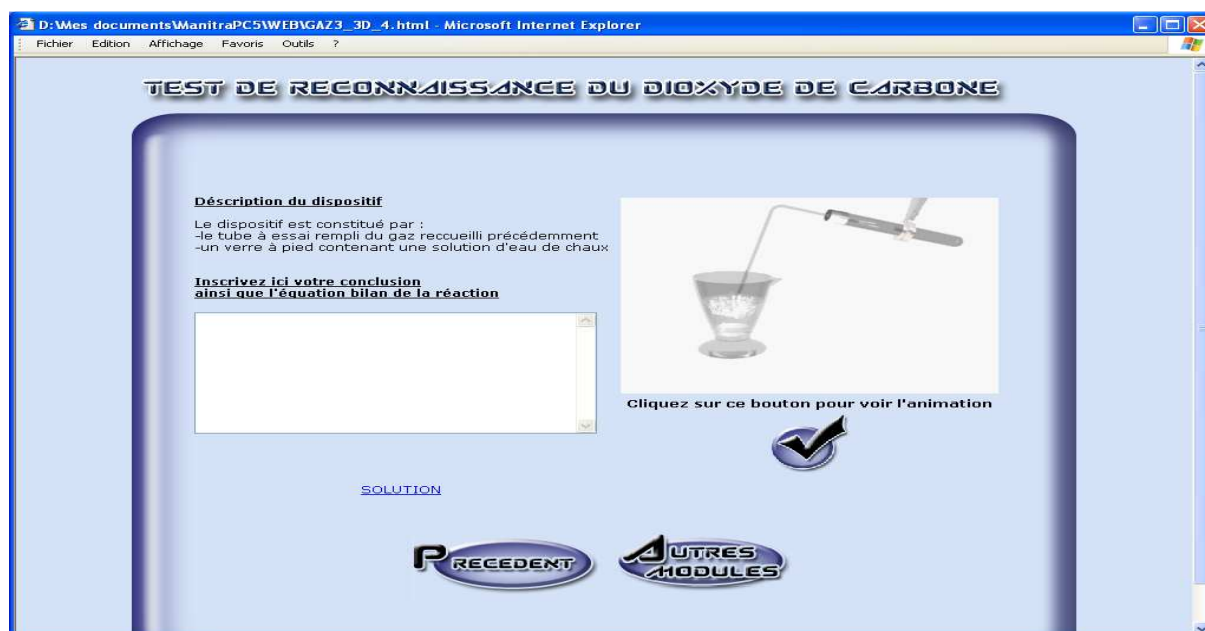 D:\Mes documents\ManitraPC5\WEB\GAZ3_3D_4.html - Microsoft Internet Explorer
Fichier Edition Affichage Favoris Outils ?
TEST DE RECONNAISSANCE DU DIOXYDE DE CARBONE
Déscription du dispositif
Le dispositif est constitué par :
-le tube à essai rempli du gaz reccueilli précédemment
-un verre à pied contenant une solution d'eau de chaux
Inscrivez ici votre conclusion
ainsi que l'équation bilan de la réaction
Cliquez sur ce bouton pour voir l'animation
SOLUTION
PRECEDENT
AUTRES
MODULES